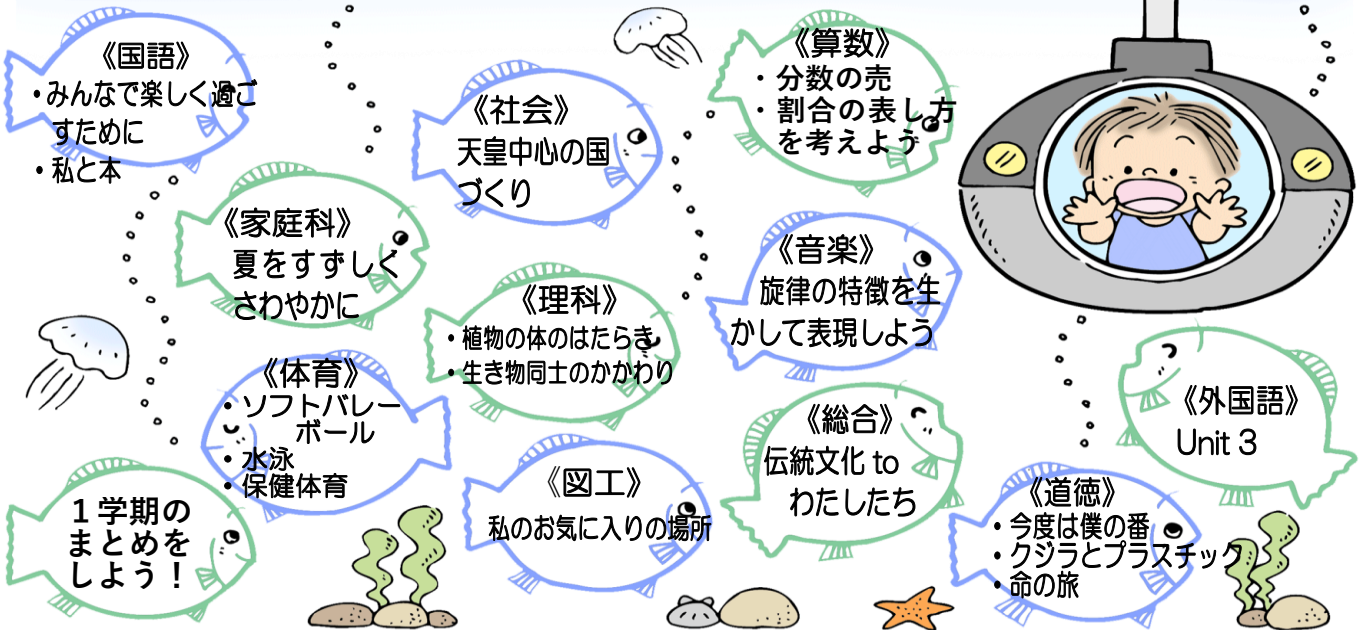 《国語》
・みんなで楽しく過ご
すために
・私と本
《社会》
天皇中心の国
づくり
《算数》
・分数の売
・割合の表し方
を考えよう
《家庭科》
夏をすずしく
さわやかに
《理科》
・植物の体のはたらき
・生き物同士のかかわり
《音楽》
旋律の特徴を生
かして表現しよう
《体育》
・ソフトバレー
ボール
・水泳
・保健体育
《総合》
伝統文化to
わたしたち
《外国語》
Unit 3
1学期の
まとめを
しよう！
《図工》
私のお気に入りの場所
《道徳》
・今度は僕の番
・クジラとプラスチック
・命の旅